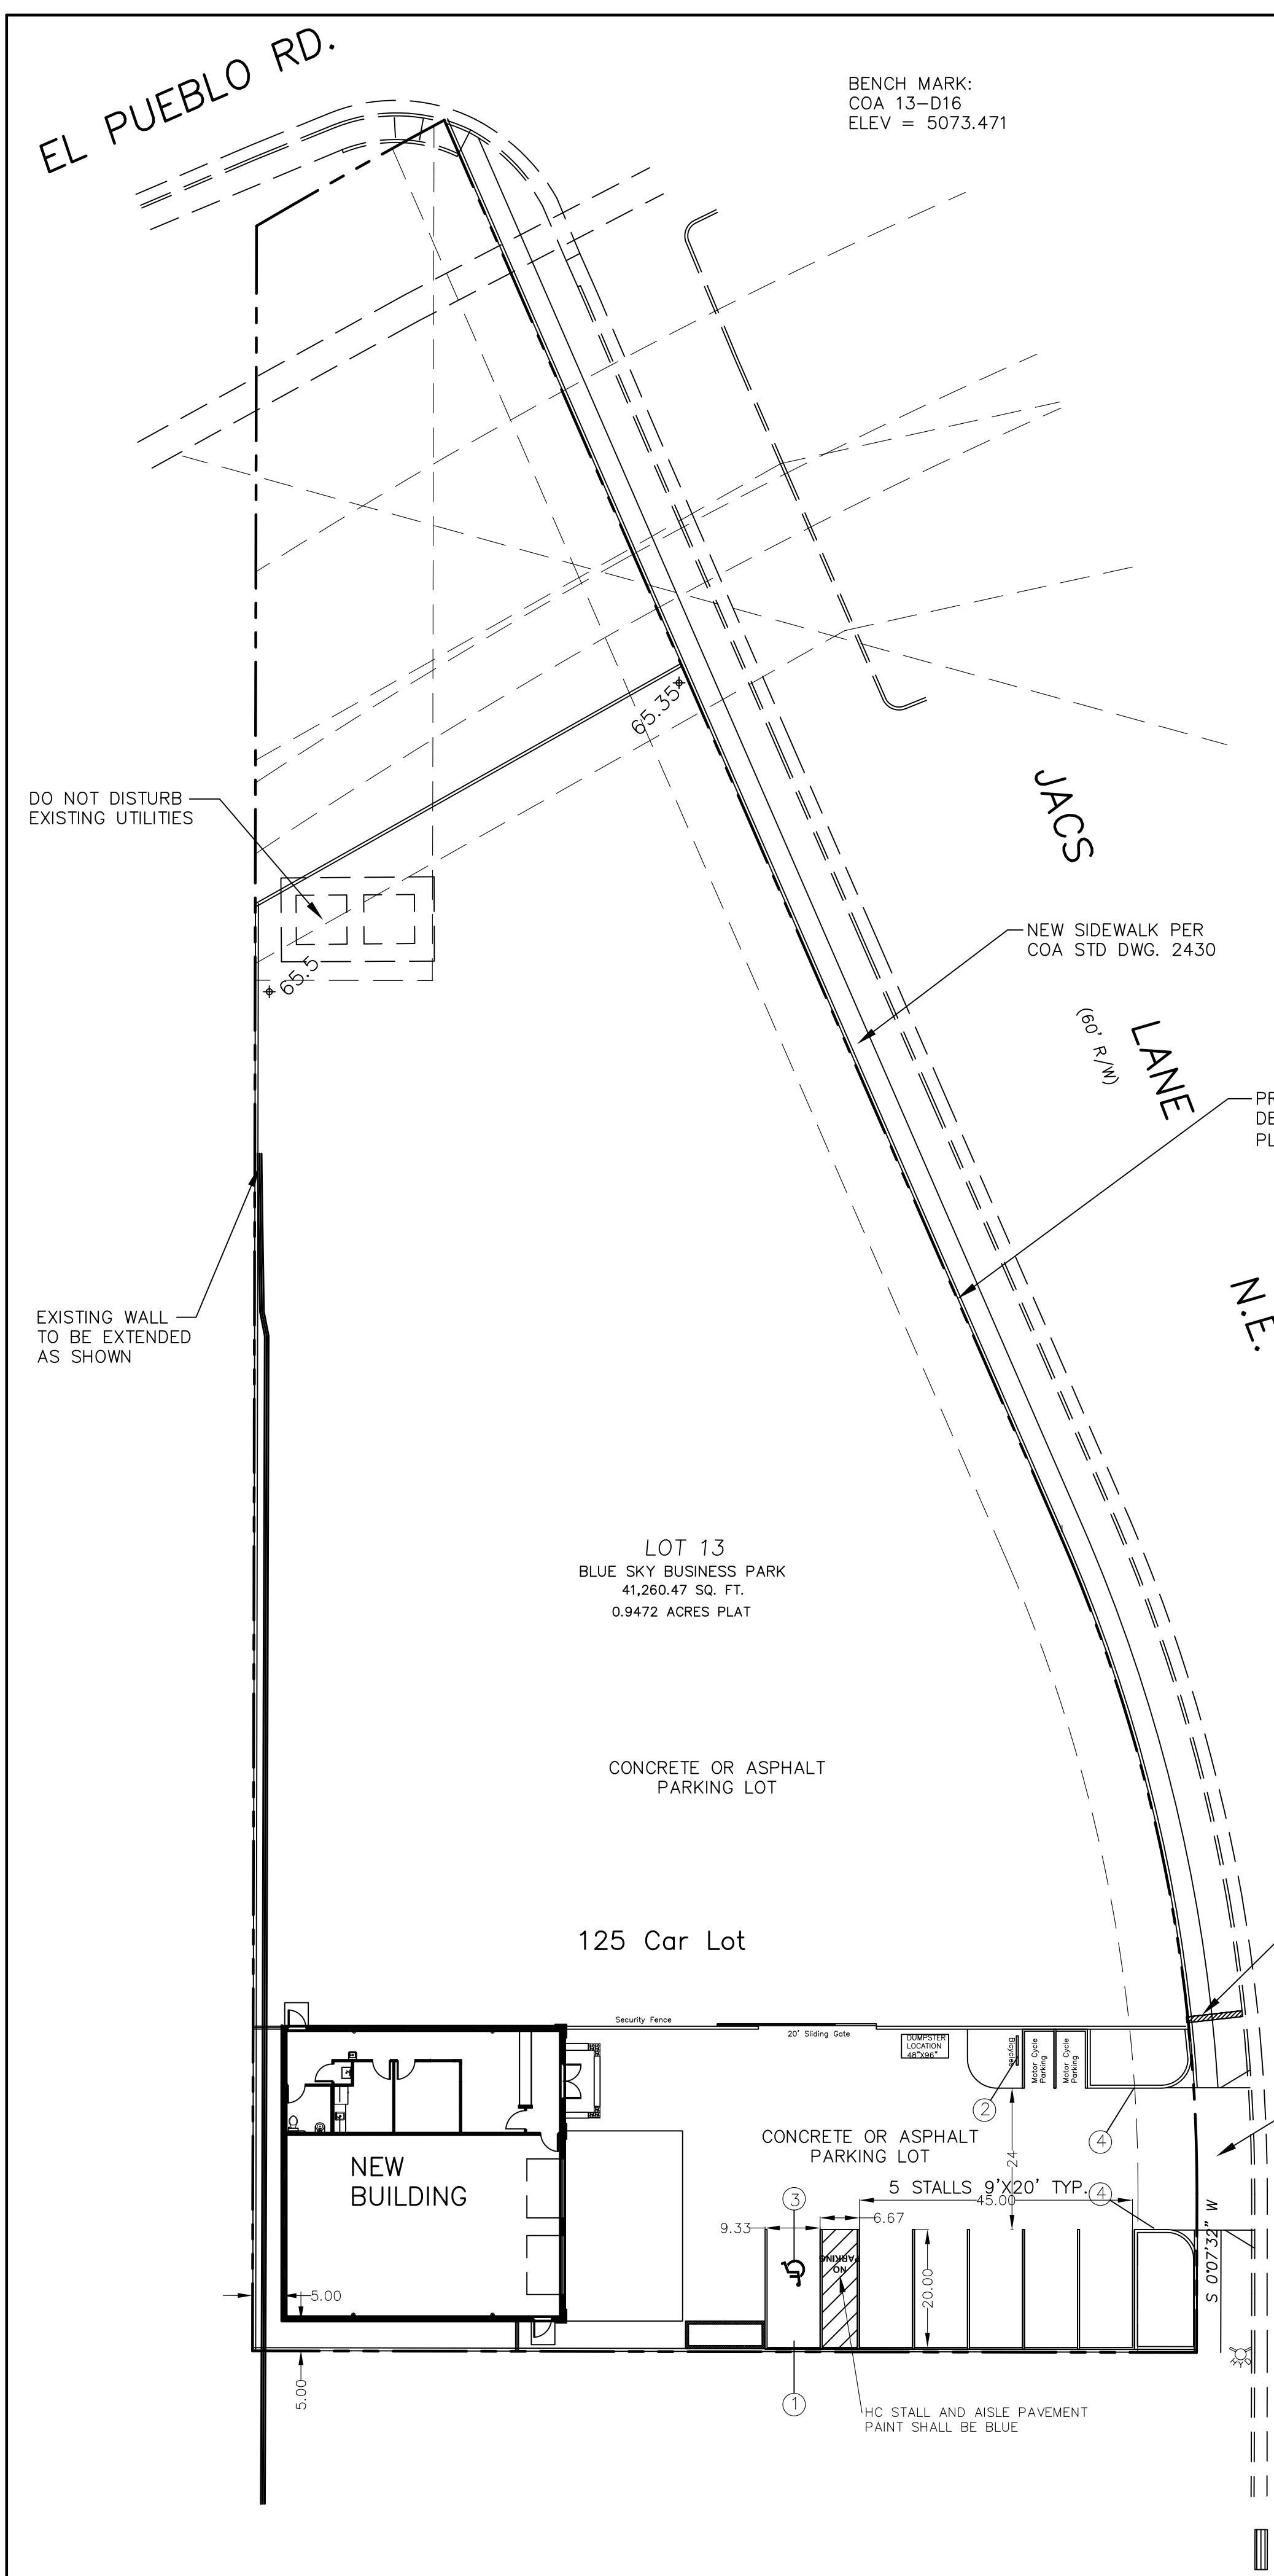 EL PUEBLO RD.
BENCH MARK:
COA 13-D16
ELEV = 5073.471
65.35
DO NOT DISTURB
EXISTING UTILITIES
JACS
NEW SIDEWALK PER
COA STD DWG. 2430
65.5
(60' R/W)
LANE
PR
DE
PL
N.E.
EXISTING WALL
TO BE EXTENDED
AS SHOWN
LOT 13
BLUE SKY BUSINESS PARK
41,260.47 SQ. FT.
0.9472 ACRES PLAT
CONCRETE OR ASPHALT
PARKING LOT
125 Car Lot
Security Fence
20' Sliding Gate
DUMPSTER
LOCATION
48"X96"
Bicycles
Motor Cycle
Parking
Motor Cycle
Parking
2
4
CONCRETE OR ASPHALT
PARKING LOT
24
NEW
BUILDING
5 STALLS 9'X20' TYP.
4
45.00
3
9.33
6.67
NO
PARKING
20.00
S 0°07'32" W
5.00
5.00
1
HC STALL AND AISLE PAVEMENT
PAINT SHALL BE BLUE